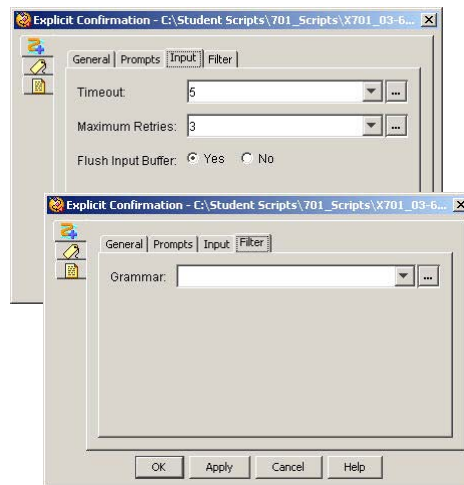 Explicit Confirmation - C:\Student Scripts\701_Scripts\X701_03-6...
General Prompts Input Filter
Timeout: 5 ...
Maximum Retries: 3 ...
Flush Input Buffer: Yes No
Explicit Confirmation - C:\Student Scripts\701_Scripts\X701_03-6...
General Prompts Input Filter
Grammar: ...
OK Apply Cancel Help